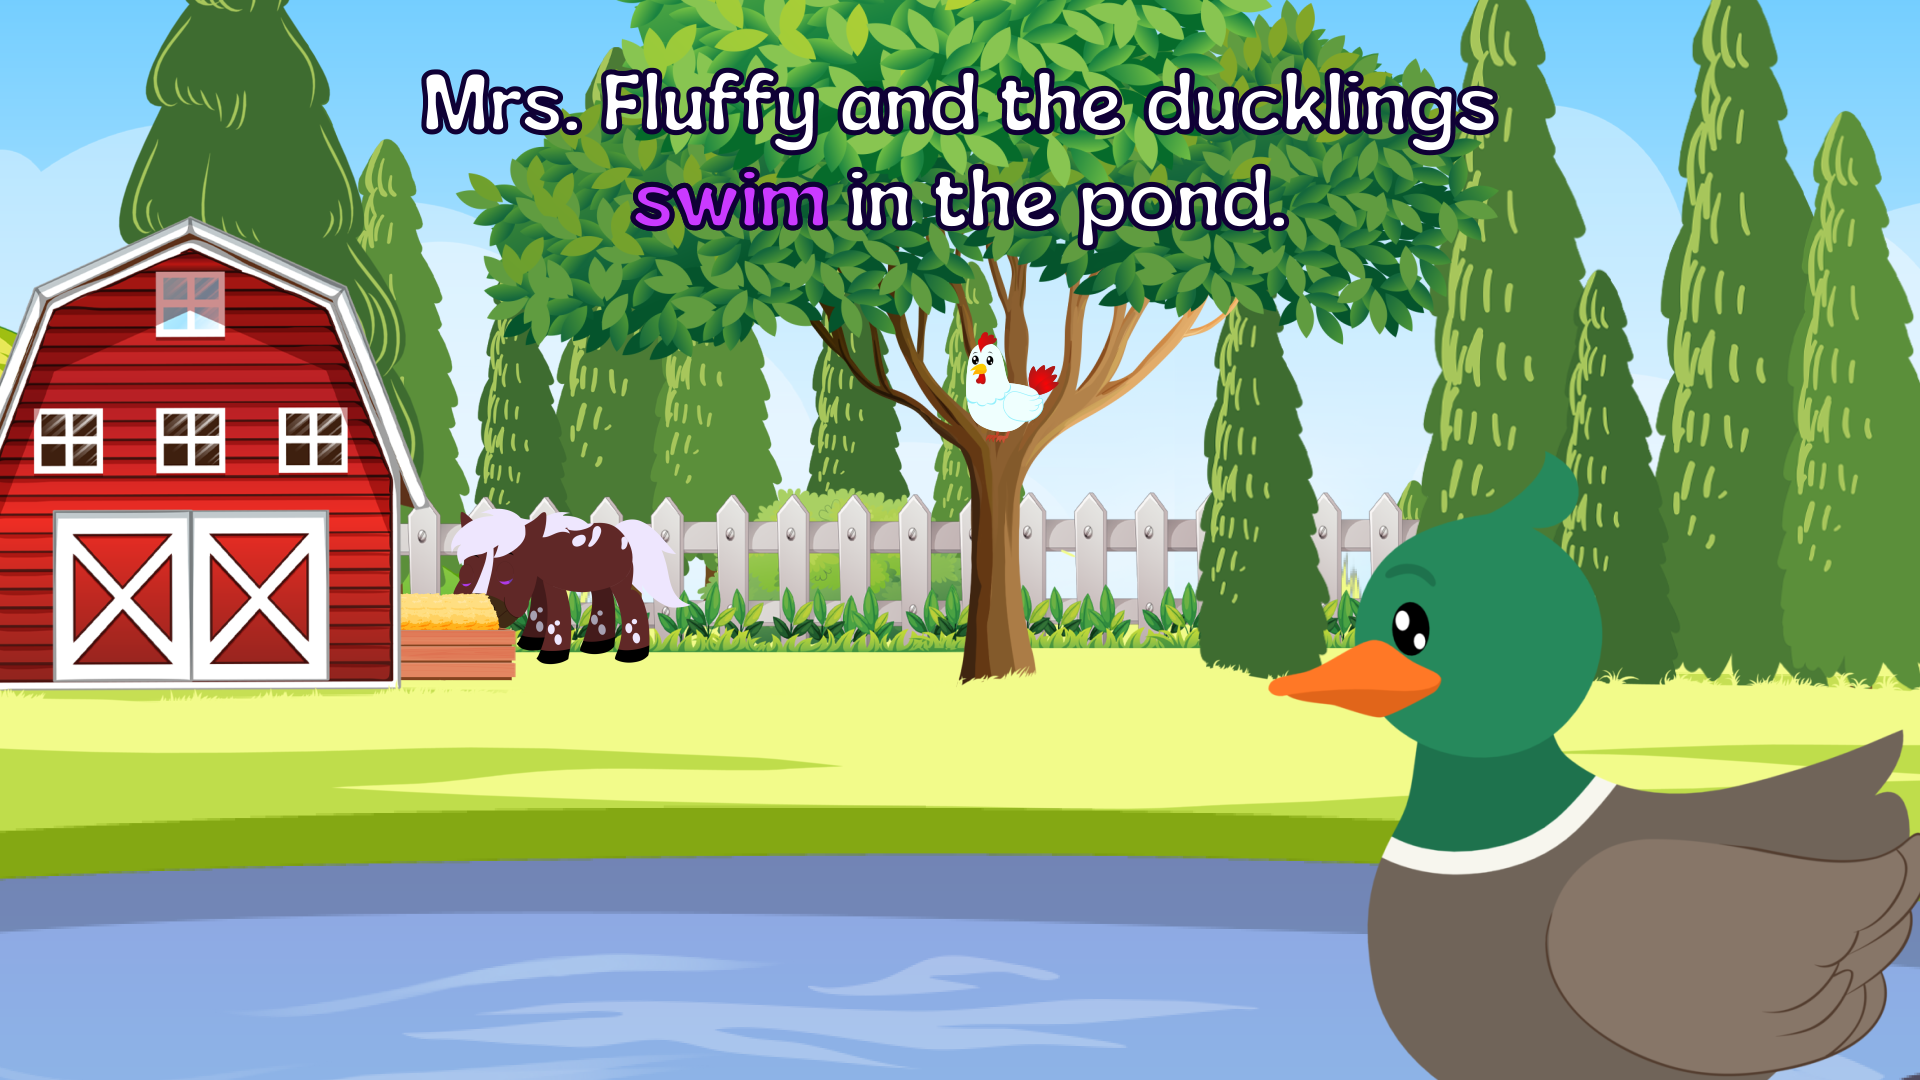 Mrs. Fluffy and the ducklings
swim in the pond.